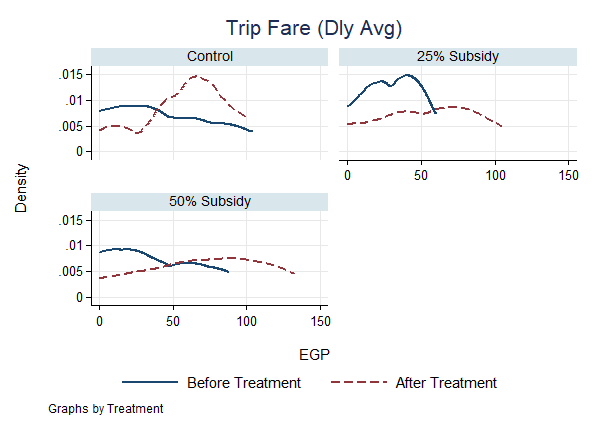 Trip Fare (Dly Avg)
Control
25% Subsidy
.015
.01
.005
0
.015
.01
.005
0
0 50 100 150
50% Subsidy
.015
.01
.005
0
0 50 100 150
Density
EGP
Before Treatment After Treatment
Graphs by Treatment